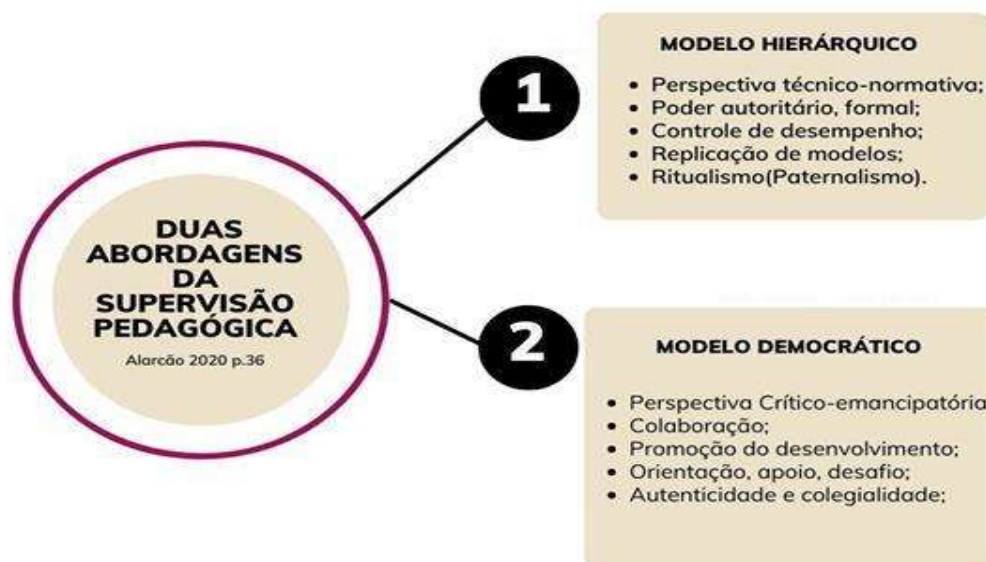 DUAS
ABORDAGENS
DA
SUPERVISÃO
PEDAGÓGICA
Alarcão 2020 p.36
1
MODELO HIERÁRQUICO
• Perspectiva técnico-normativa;
• Poder autoritário, formal;
• Controle de desempenho;
• Replicação de modelos;
• Ritualismo(Paternalismo).
2
MODELO DEMOCRÁTICO
• Perspectiva Crítico-emancipatória
• Colaboração;
• Promoção do desenvolvimento;
• Orientação, apoio, desafio;
• Autenticidade e colegialidade;